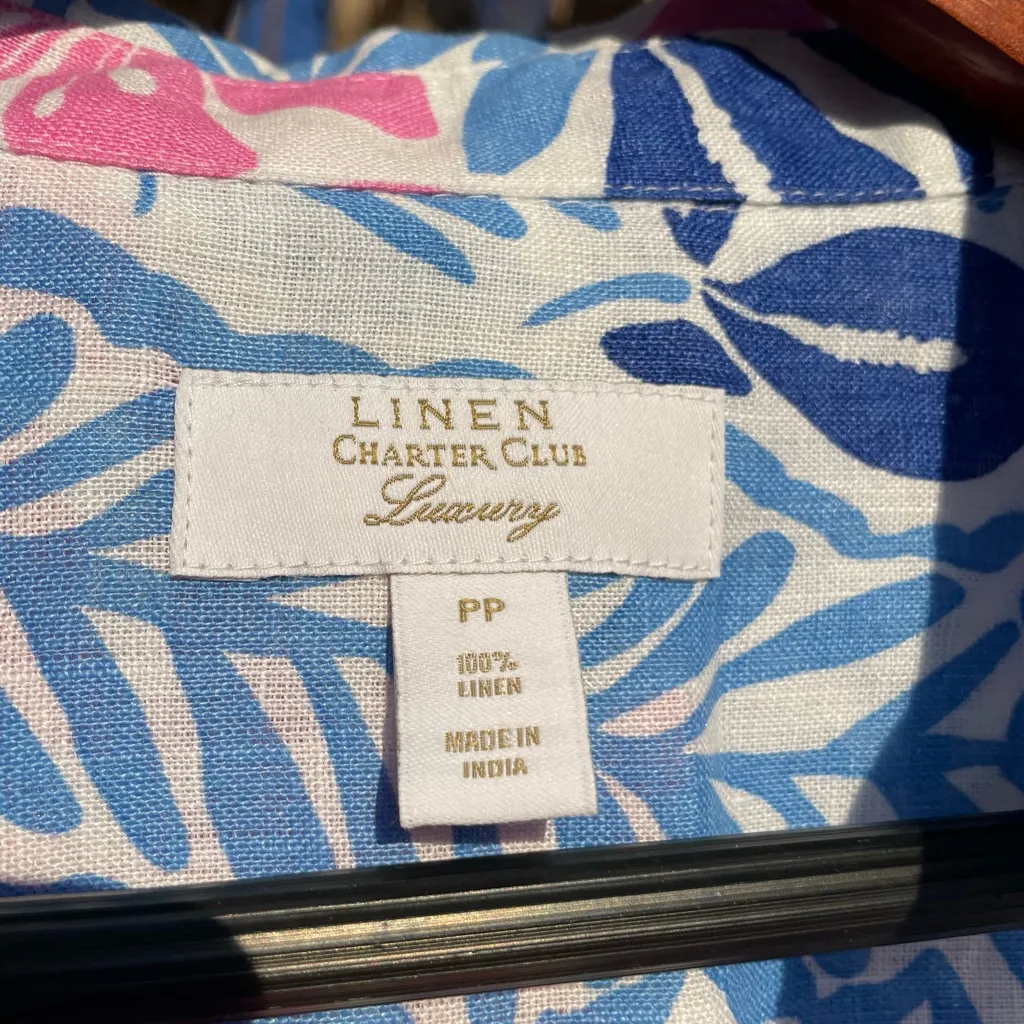 LINEN
CHARTER CLUB
Luxury
PP
100%
LINEN
MADE IN
INDIA